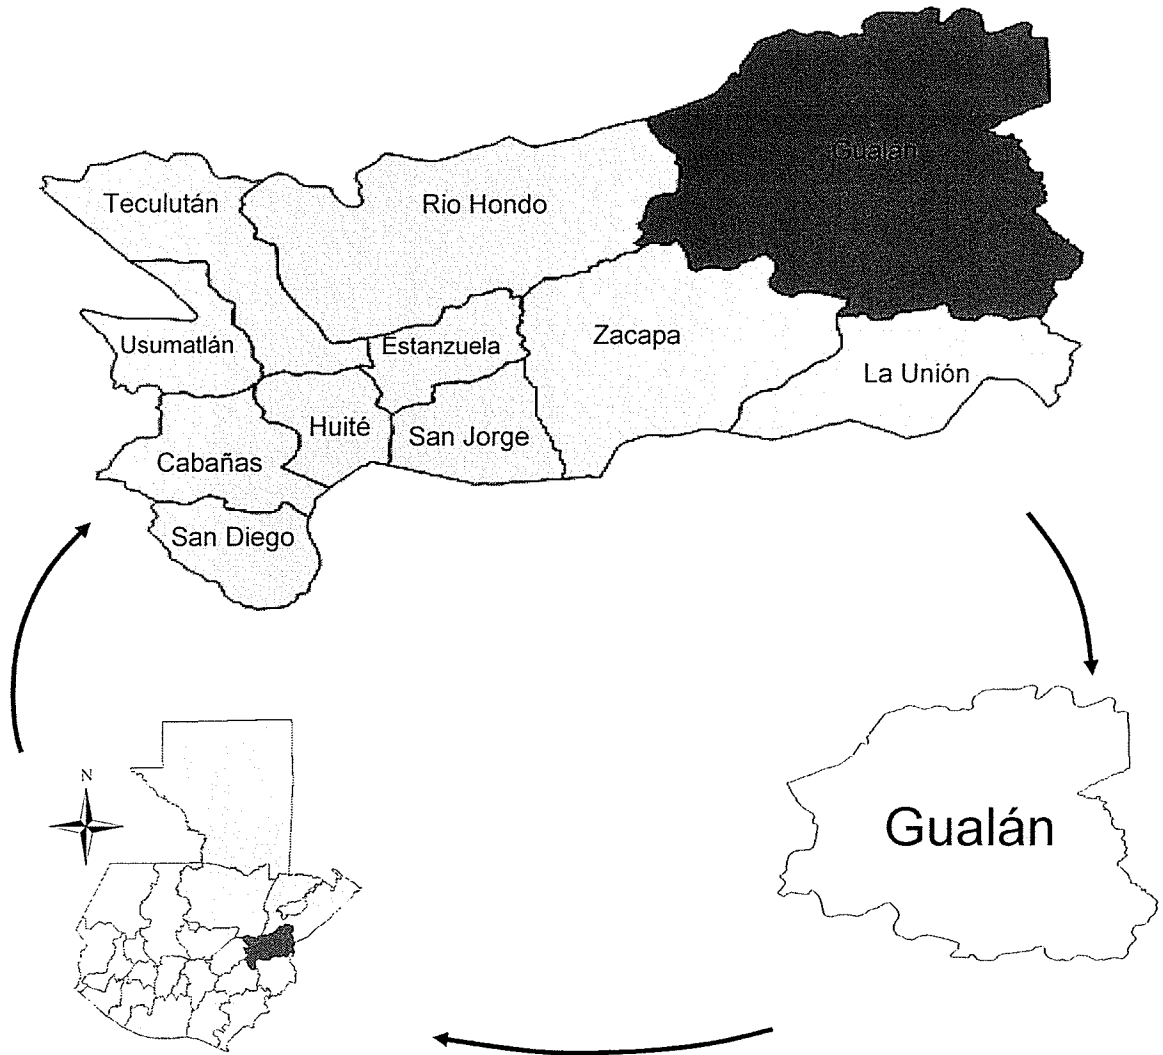 Gualán
Teculután
Rio Hondo
Usumatlán
Estanzuela
Zacapa
La Unión
Huité
San Jorge
Cabañas
San Diego
N
Gualán